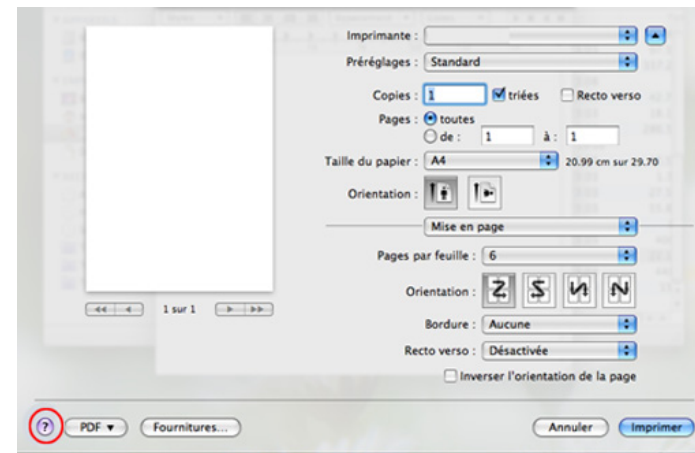 Imprimante :
Préréglages : Standard
Copies : 1 triées Recto verso
Pages : toutes
de : 1 à : 1
Taille du papier : A4 20.99 cm sur 29.70
Orientation :
Mise en page
Pages par feuille : 6
Orientation :
1 sur 1
Bordure : Aucune
Recto verso : Désactivée
Inverser l'orientation de la page
? PDF Fournitures... Annuler Imprimer